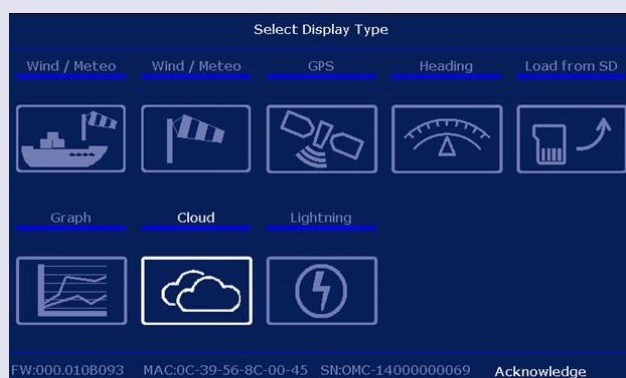 Select Display Type
Wind / Meteo Wind / Meteo GPS Heading Load from SD
Graph Cloud Lightning
FW:000.010B093 MAC:0C-39-56-8C-00-45 SN:OMC-14000000069 Acknowledge